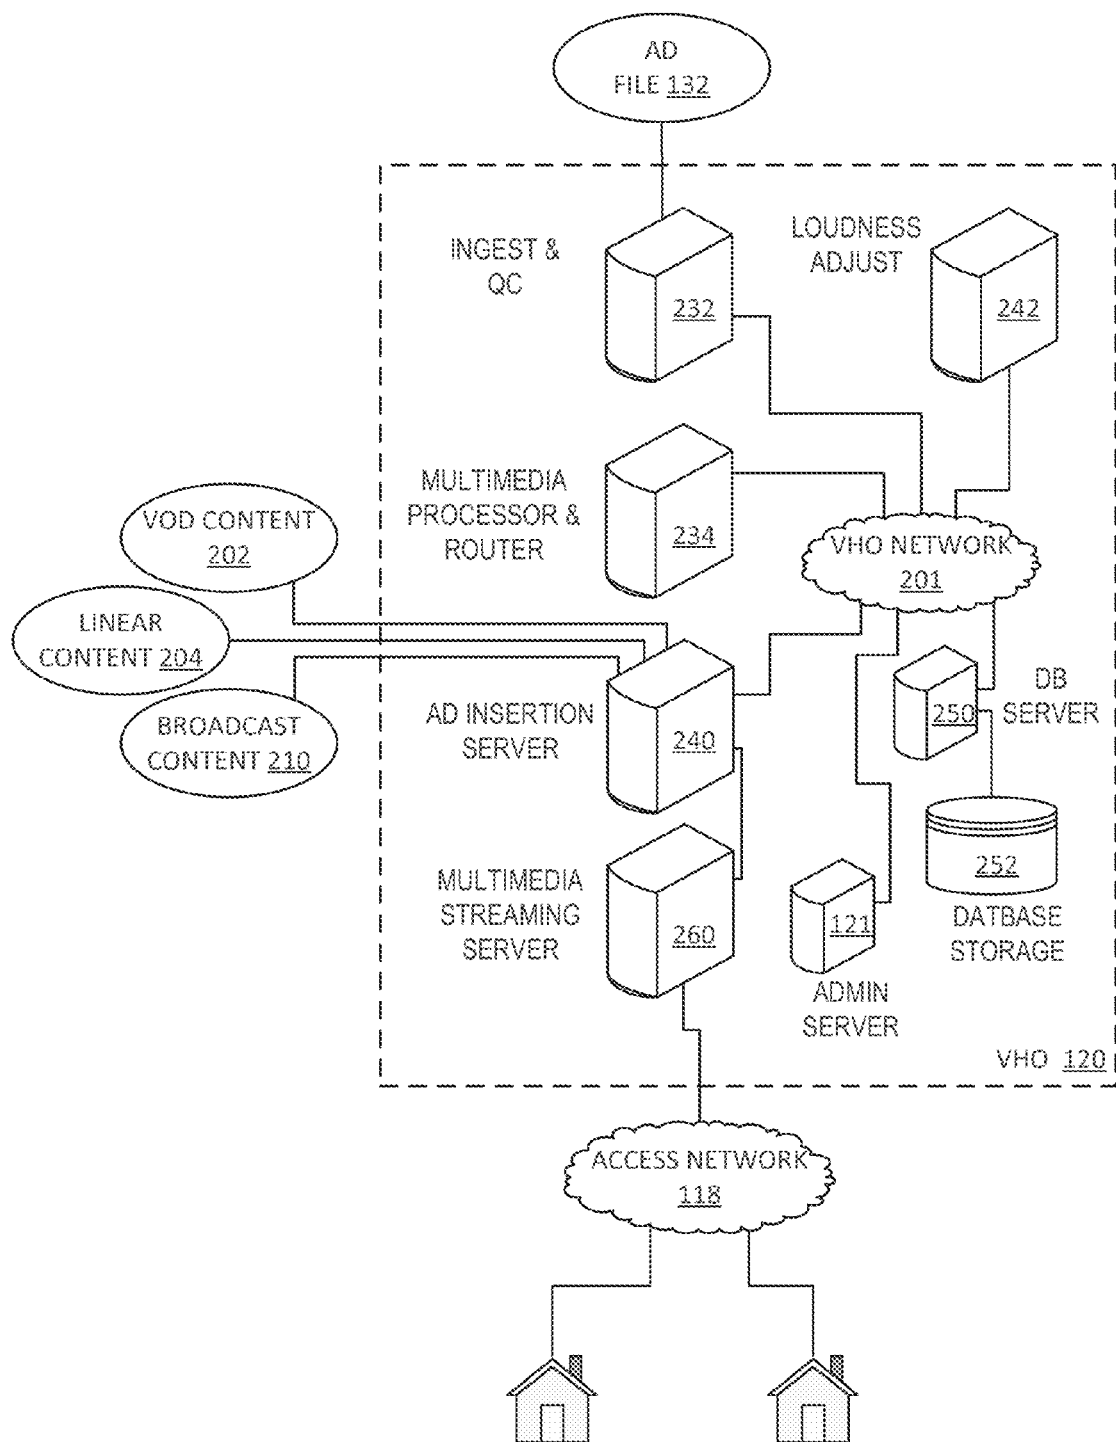 AD
FILE 132
INGEST &
QC
232
LOUDNESS
ADJUST
242
MULTIMEDIA
PROCESSOR &
ROUTER
234
VHO NETWORK
201
VOD CONTENT
202
LINEAR
CONTENT 204
BROADCAST
CONTENT 210
AD INSERTION
SERVER
240
250
DB
SERVER
252
DATBASE
STORAGE
MULTIMEDIA
STREAMING
SERVER
260
121
ADMIN
SERVER
VHO 120
ACCESS NETWORK
118